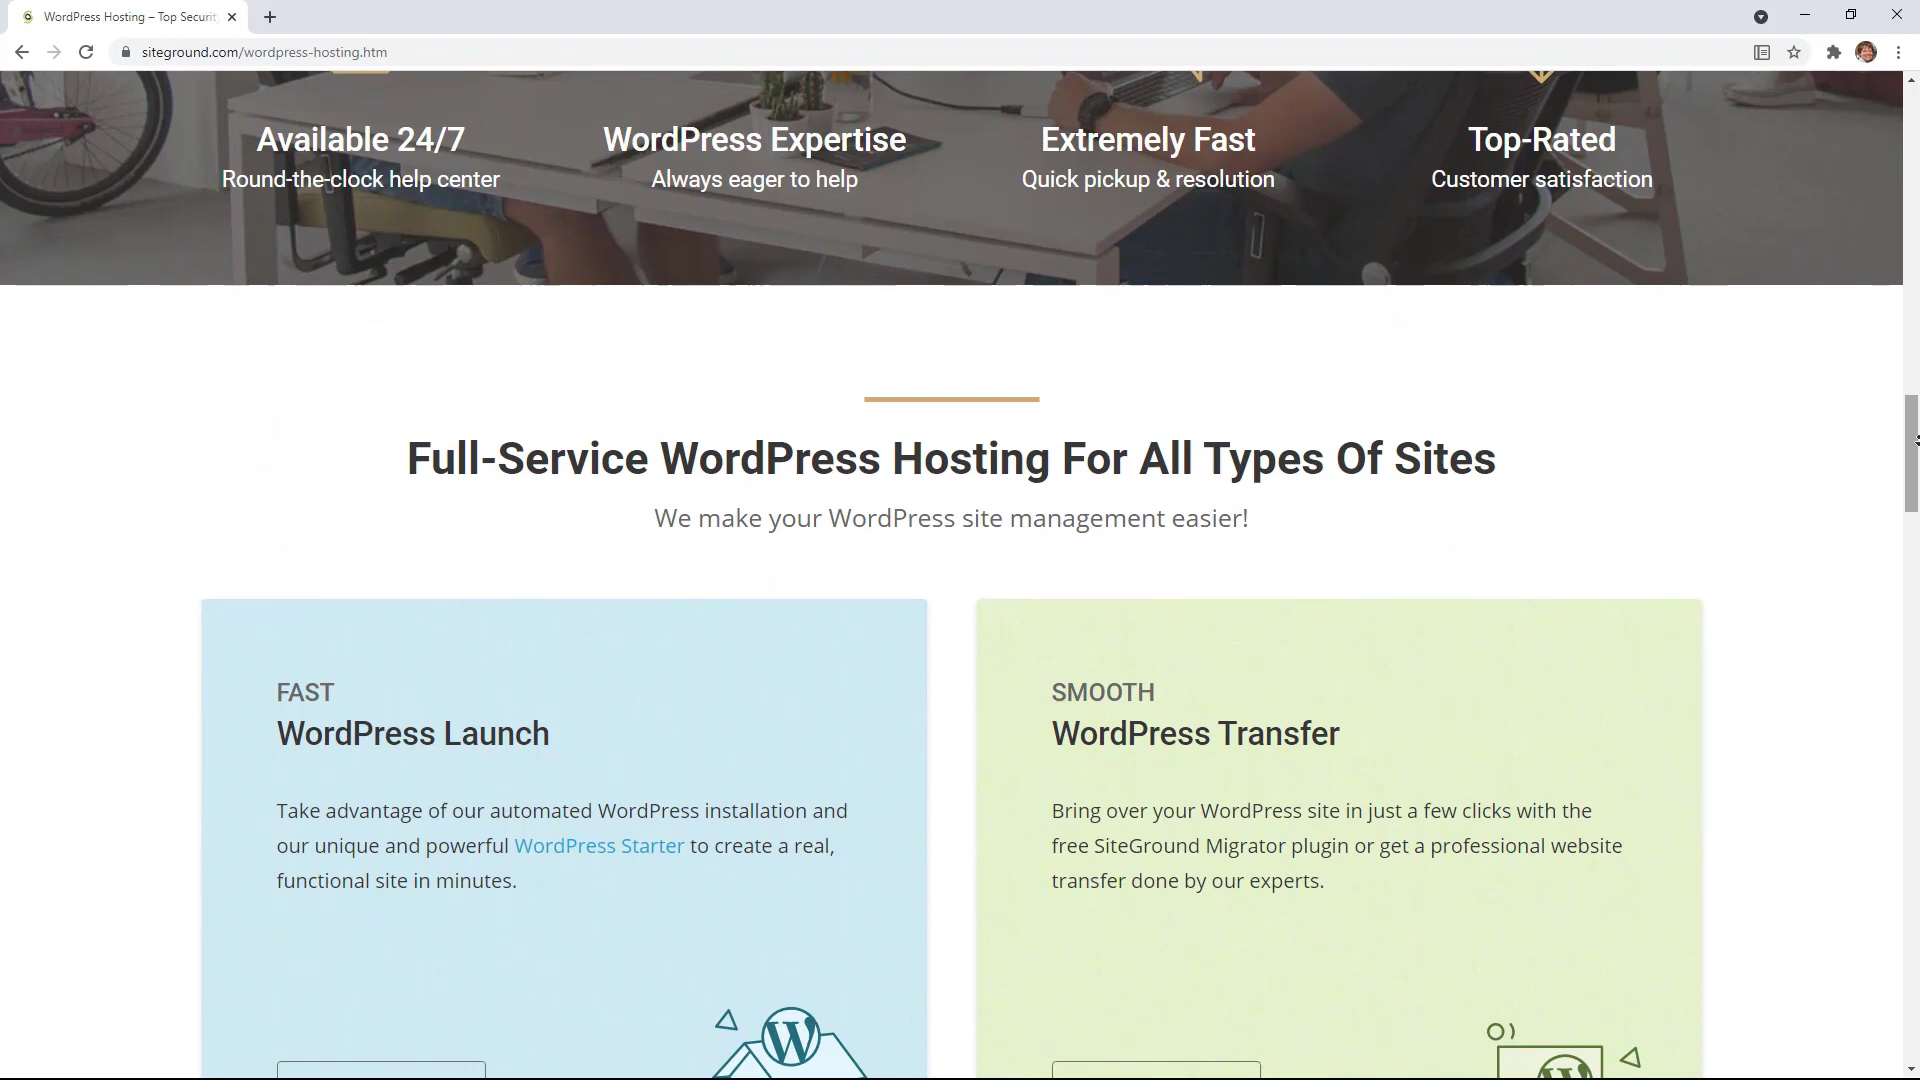 WordPress Hosting – Top Securit
siteground.com/wordpress-hosting.htm
Available 24/7
Round-the-clock help center
WordPress Expertise
Always eager to help
Extremely Fast
Quick pickup & resolution
Top-Rated
Customer satisfaction
Full-Service WordPress Hosting For All Types Of Sites
We make your WordPress site management easier!
FAST
WordPress Launch
Take advantage of our automated WordPress installation and
our unique and powerful WordPress Starter to create a real,
functional site in minutes.
SMOOTH
WordPress Transfer
Bring over your WordPress site in just a few clicks with the
free SiteGround Migrator plugin or get a professional website
transfer done by our experts.